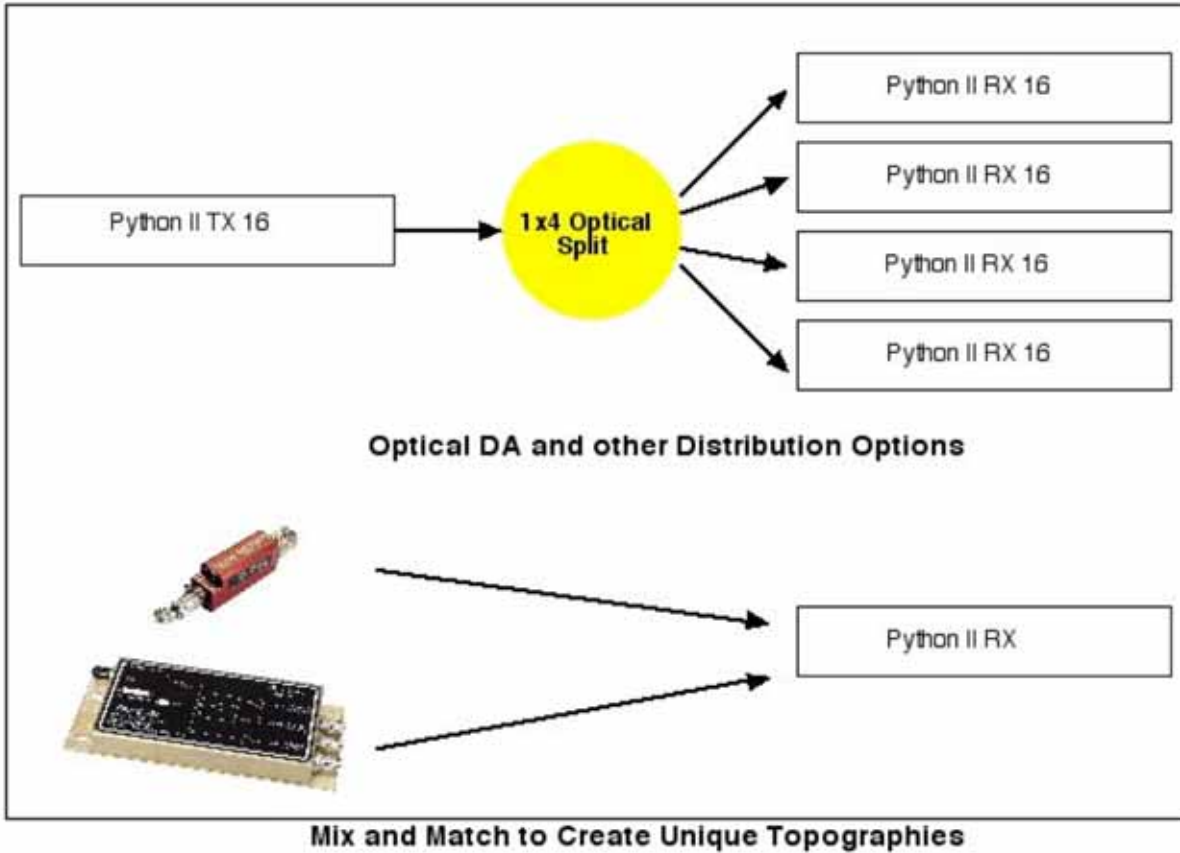 Python II RX 16
Python II RX 16
Python II TX 16
1x4 Optical
Split
Python II RX 16
Python II RX 16
Optical DA and other Distribution Options
Python II RX
Mix and Match to Create Unique Topographies